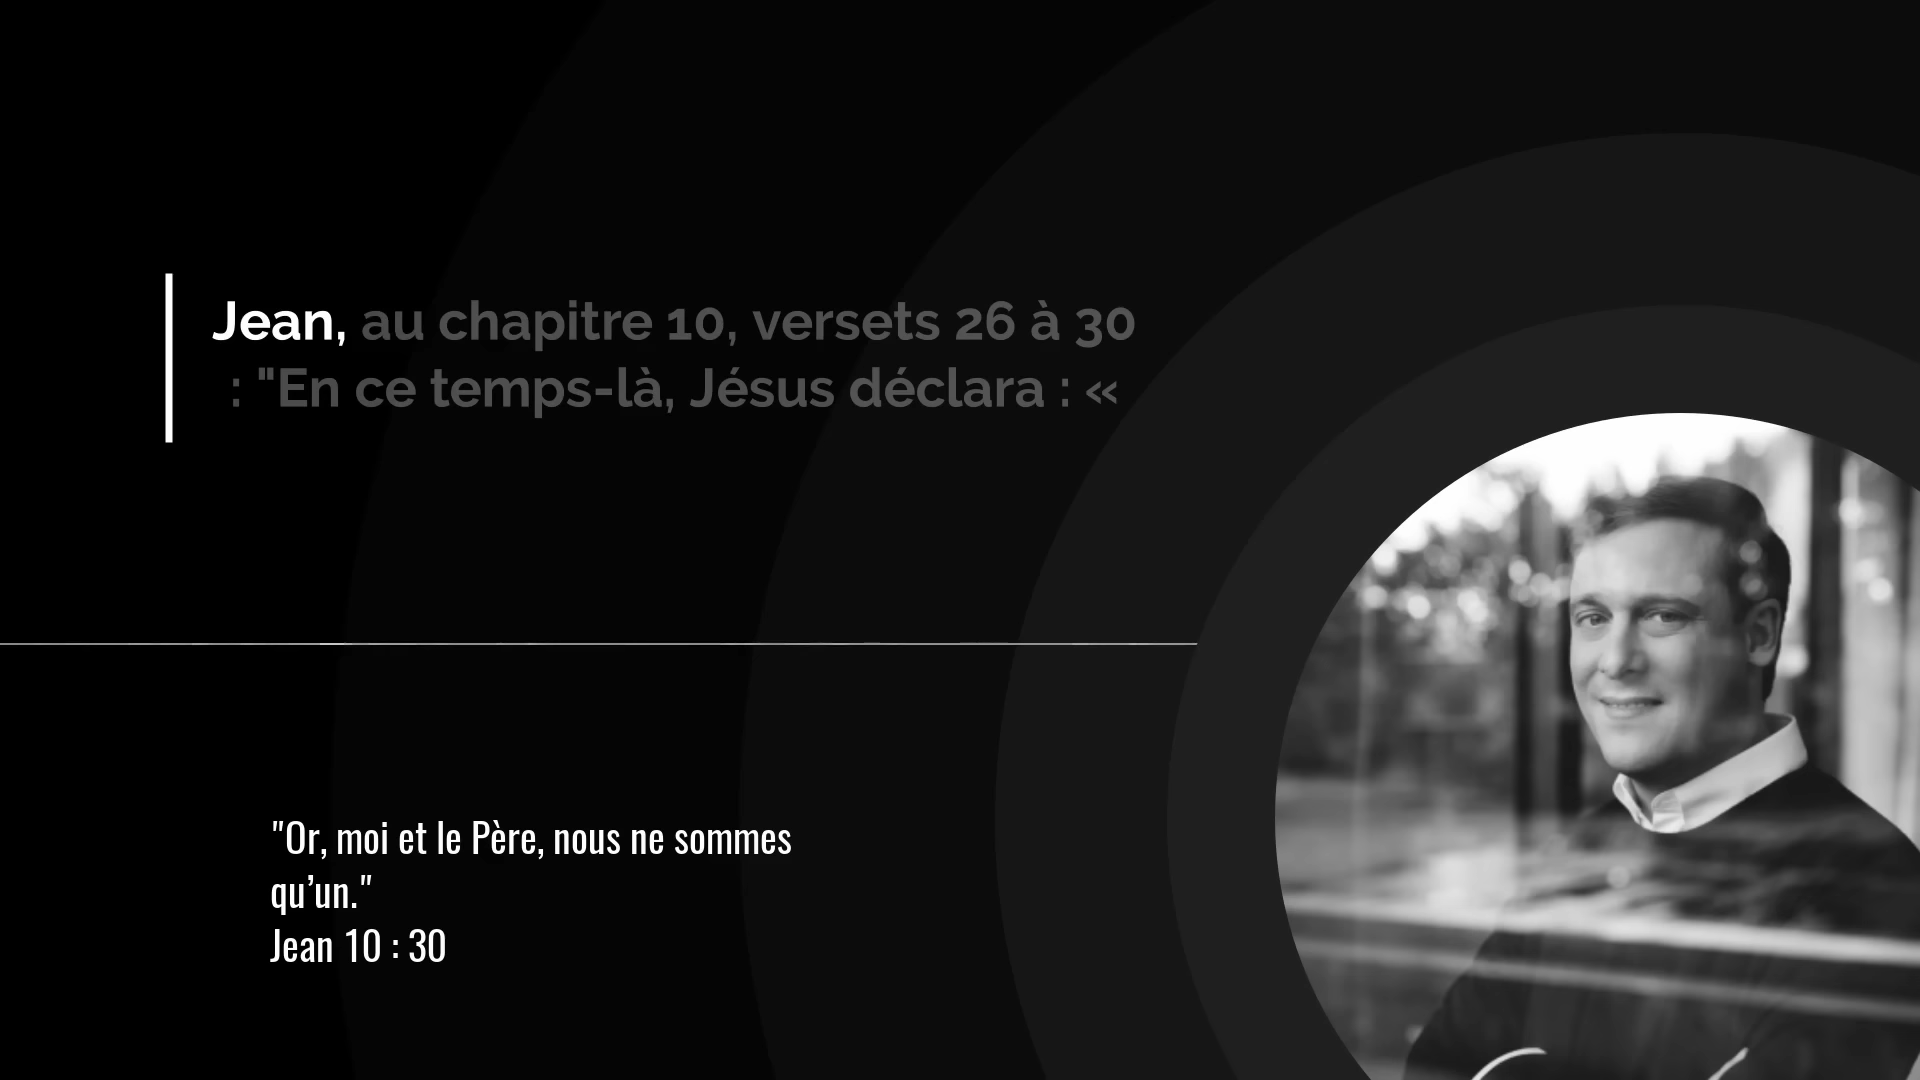 Jean, au chapitre 10, versets 26 à 30
: "En ce temps-là, Jésus déclara : «
"Or, moi et le Père, nous ne sommes
qu’un."
Jean 10 : 30